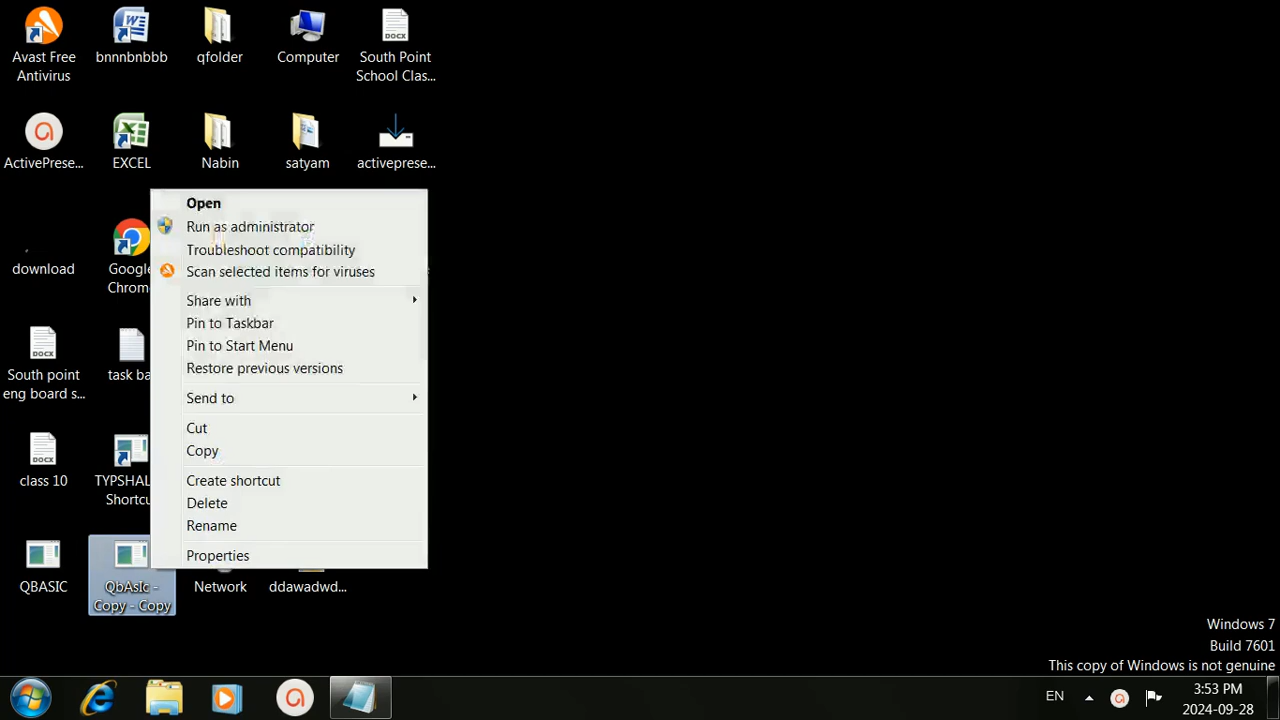 Avast Free
Antivirus
bnnnbnbbb
qfolder
Computer
South Point
School Clas...
ActivePrese...
EXCEL
Nabin
satyam
activeprese...
download
Google
Chrom
South point
eng board s...
task ba
class 10
TYPSHAL
Shortcu
QBASIC
QbAsIc -
Copy - Copy
Network
ddawadwd...
Open
Run as administrator
Troubleshoot compatibility
Scan selected items for viruses
Share with
Pin to Taskbar
Pin to Start Menu
Restore previous versions
Send to
Cut
Copy
Create shortcut
Delete
Rename
Properties
Windows 7
Build 7601
This copy of Windows is not genuine
EN
3:53 PM
2024-09-28